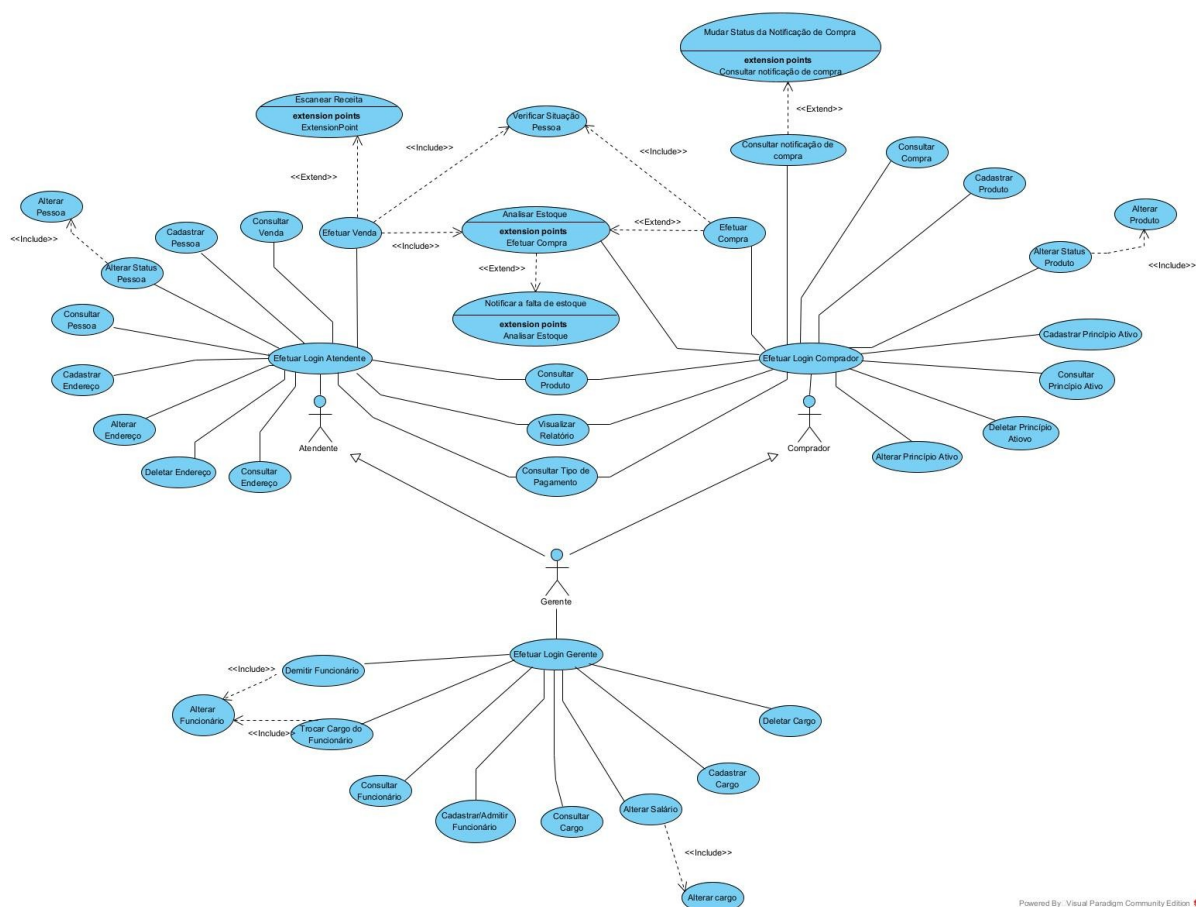 Mudar Status da Notificação de Compra
extension points
Consultar notificação de compra
<<Extend>>
Escanear Receita
extension points
ExtensionPoint
Verificar Situação
Pessoa
Consultar notificação de
compra
Consultar
Compra
<<Include>>
<<Include>>
<<Extend>>
Cadastrar
Produto
Alterar
Pessoa
<<Include>>
Cadastrar
Pessoa
Consultar
Venda
Efetuar Venda
<<Include>>
Analisar Estoque
extension points
Efetuar Compra
<<Extend>>
Efetuar
Compra
Alterar
Produto
Alterar Status
Produto
<<Include>>
Alterar Status
Pessoa
<<Extend>>
Notificar a falta de estoque
extension points
Analisar Estoque
Consultar
Pessoa
Cadastrar Princípio Ativo
Efetuar Login Atendente
Efetuar Login Comprador
Cadastrar
Endereço
Consultar
Produto
Consultar
Princípio Ativo
Alterar
Endereço
Atendente
Visualizar
Relatório
Comprador
Deletar Princípio
Atiovo
Deletar Endereço
Consultar
Endereço
Consultar Tipo de
Pagamento
Alterar Princípio Ativo
Gerente
Efetuar Login Gerente
<<Include>>
Demitir Funcionário
Alterar
Funcionário
<<Include>>
Trocar Cargo do
Funcionário
Deletar Cargo
Consultar
Funcionário
Cadastrar/Admitir
Funcionário
Consultar
Cargo
Alterar Salário
Cadastrar
Cargo
<<Include>>
Alterar cargo
Powered By Visual Paradigm Community Edition